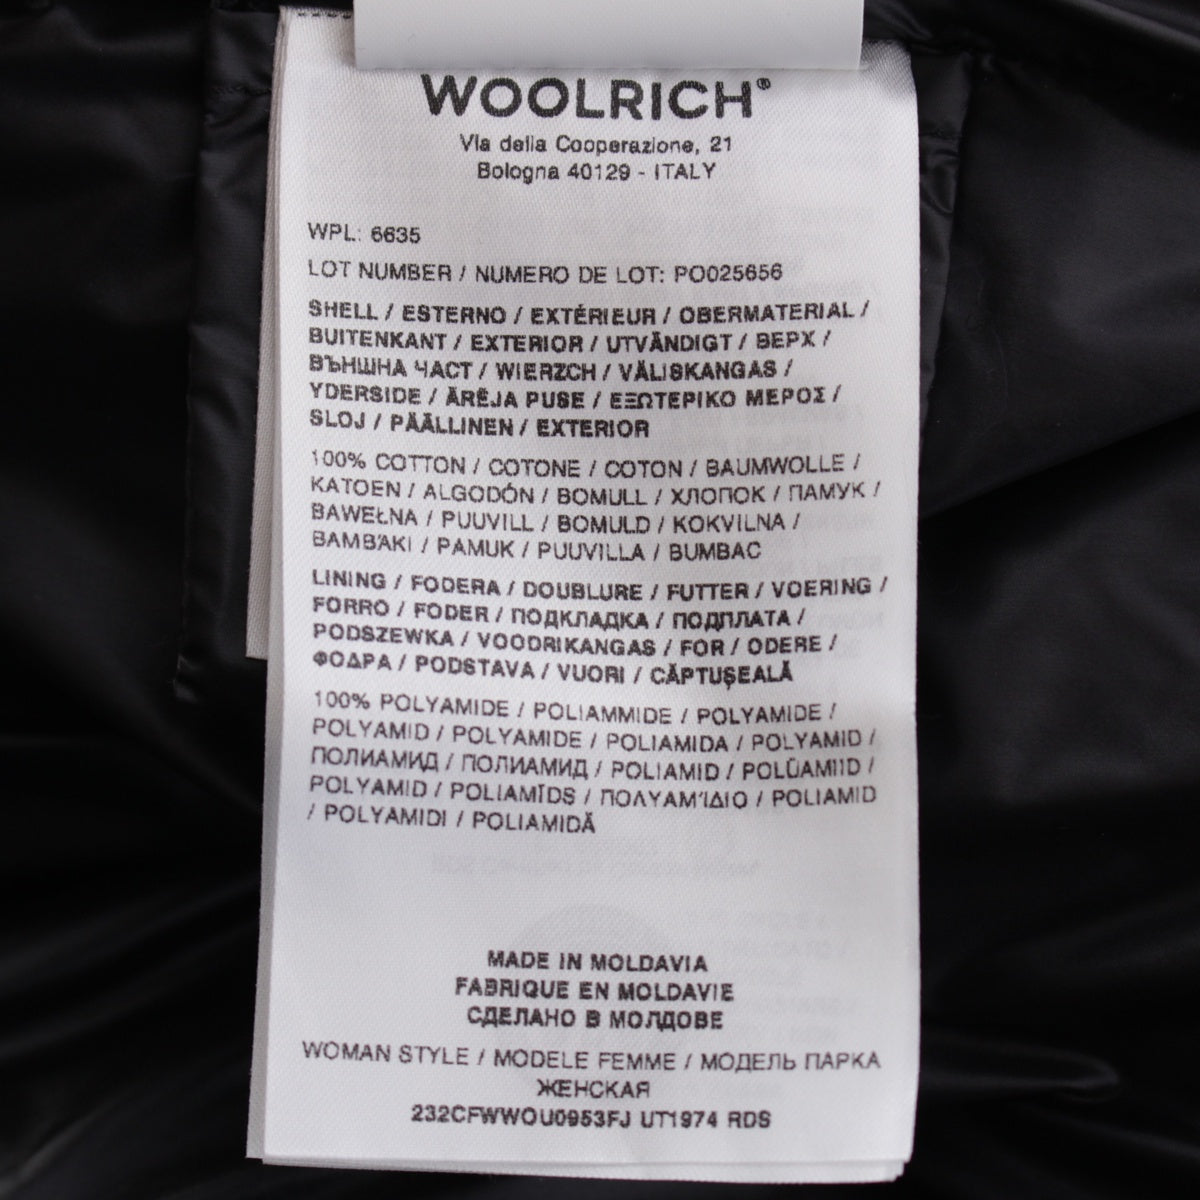 WOOLRICH®
Via della Cooperazione, 21
Bologna 40129 - ITALY
WPL: 6635
LOT NUMBER / NUMERO DE LOT: PO025656
SHELL / ESTERNO / EXTÉRIEUR / OBERMATERIAL /
BUITENKANT / EXTERIOR / UTVÄNDIGT / ВЕРХ /
ВЪНШНА ЧАСТ / WIERZCH / VÄLISKANGAS /
YDERSIDE / ĀRĒJA PUSE / ΕΞΩΤΕΡΙΚΟ ΜΕΡΟΣ /
SLOJ / PÄÄLLINEN / EXTERIOR
100% COTTON / COTONE / COTON / BAUMWOLLE /
KATOEN / ALGODÓN / BOMULL / ХЛОПОК / ПАМУК /
BAWEŁNA / PUUVILL / BOMULD / KOKVILNA /
ΒΑΜΒΆΚΙ / PAMUK / PUUVILLA / BUMBAC
LINING / FODERA / DOUBLURE / FUTTER / VOERING /
FORRO / FODER / ПОДКЛАДКА / ПОДПЛАТА /
PODSZEWKA / VOODRIKANGAS / FOR / ODERE /
ΦΟΔΡΑ / PODSTAVA / VUORI / CĂPTUŞEALĂ
100% POLYAMIDE / POLIAMMIDE / POLYAMIDE /
POLYAMID / POLYAMIDE / POLIAMIDA / POLYAMID /
ПОЛИАМИД / ПОЛИАМИД / POLIAMID / POLÜAMIID /
POLYAMID / POLIAMĪDS / ΠΟΛΥΑΜΊΔΙΟ / POLIAMID
/ POLYAMIDI / POLIAMIDĂ
MADE IN MOLDAVIA
FABRIQUE EN MOLDAVIE
СДЕЛАНО В МОЛДОВЕ
WOMAN STYLE / MODELE FEMME / МОДЕЛЬ ПАРКА
ЖЕНСКАЯ
232CFWWOU0953FJ UT1974 RDS